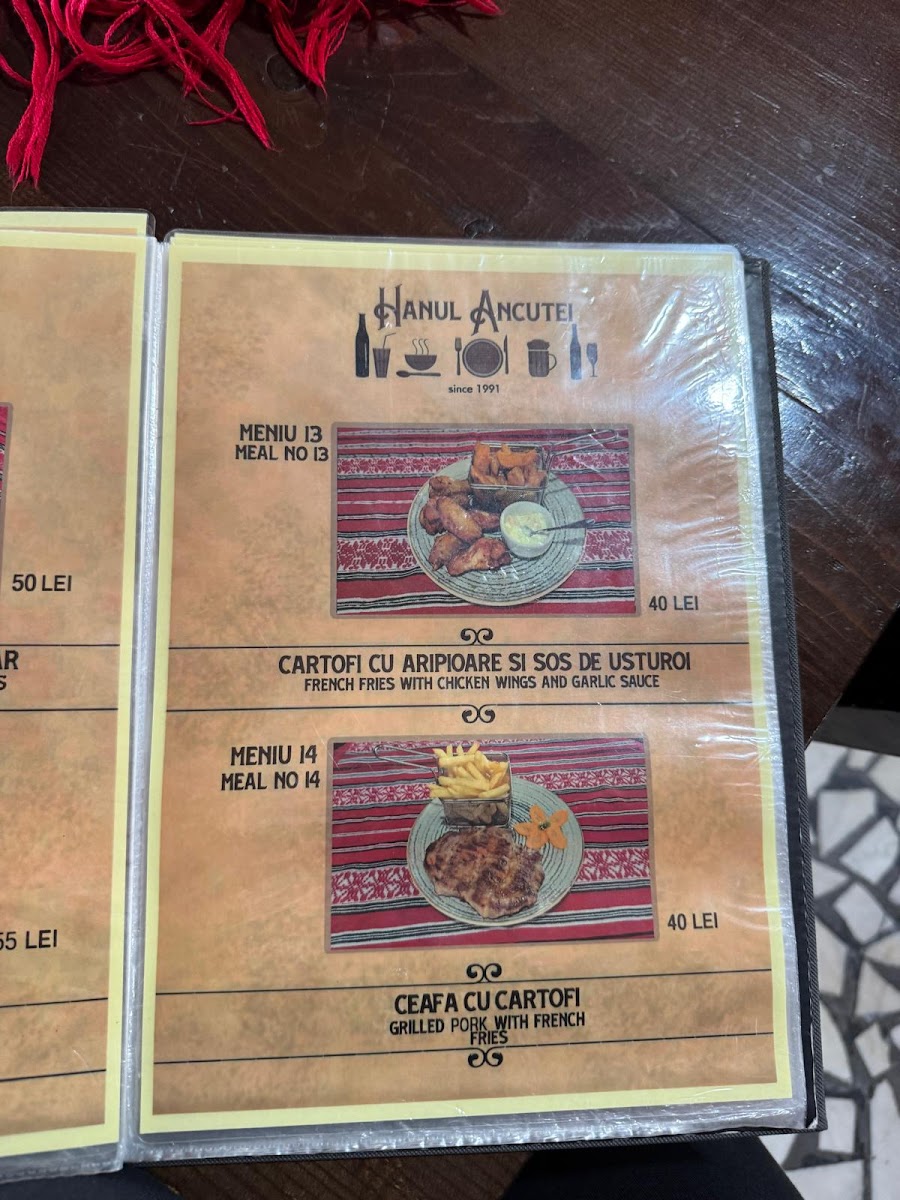 50 LEI
AR
S
55 LEI
HANUL ANCUTEI
since 1991
MENIU 13
MEAL NO 13
40 LEI
CARTOFI CU ARIPIOARE SI SOS DE USTUROI
FRENCH FRIES WITH CHICKEN WINGS AND GARLIC SAUCE
MENIU 14
MEAL NO 14
40 LEI
CEAFA CU CARTOFI
GRILLED PORK WITH FRENCH
FRIES